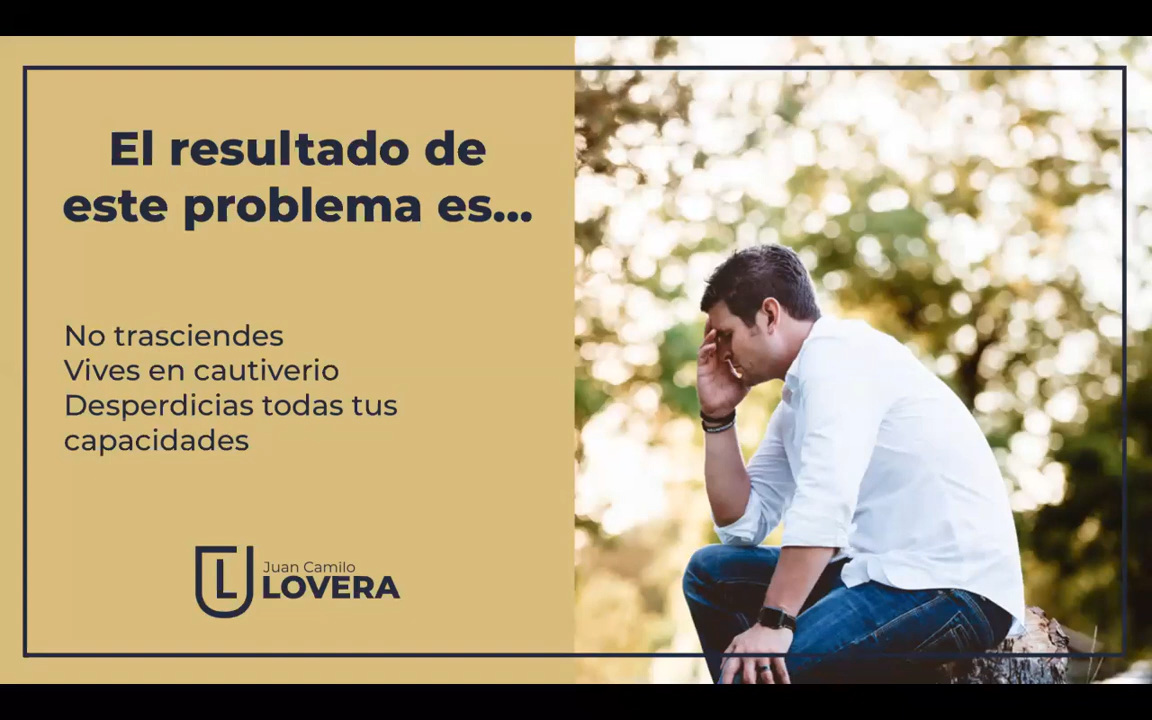 El resultado de
este problema es...
No trasciendes
Vives en cautiverio
Desperdicias todas tus
capacidades
Juan Camilo
LOVERA